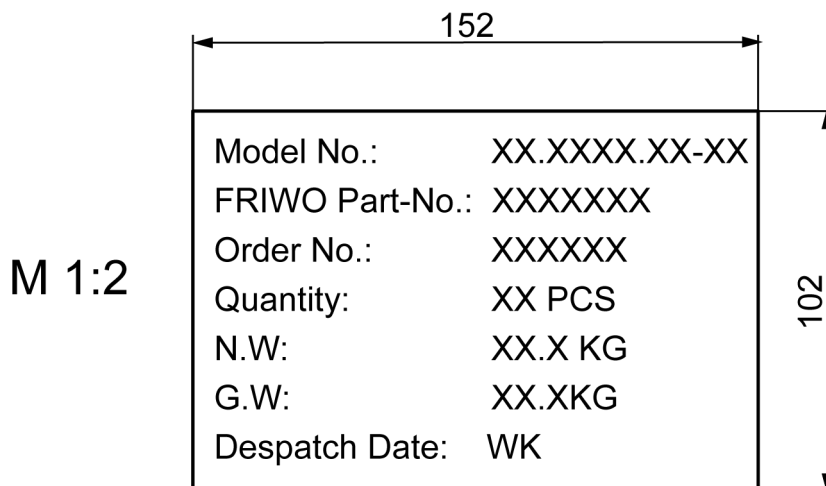 152
Model No.: XX.XXXX.XX-XX
FRIWO Part-No.: XXXXXXX
Order No.: XXXXXX
M 1:2
Quantity: XX PCS
102
N.W: XX.X KG
G.W: XX.XKG
Despatch Date: WK